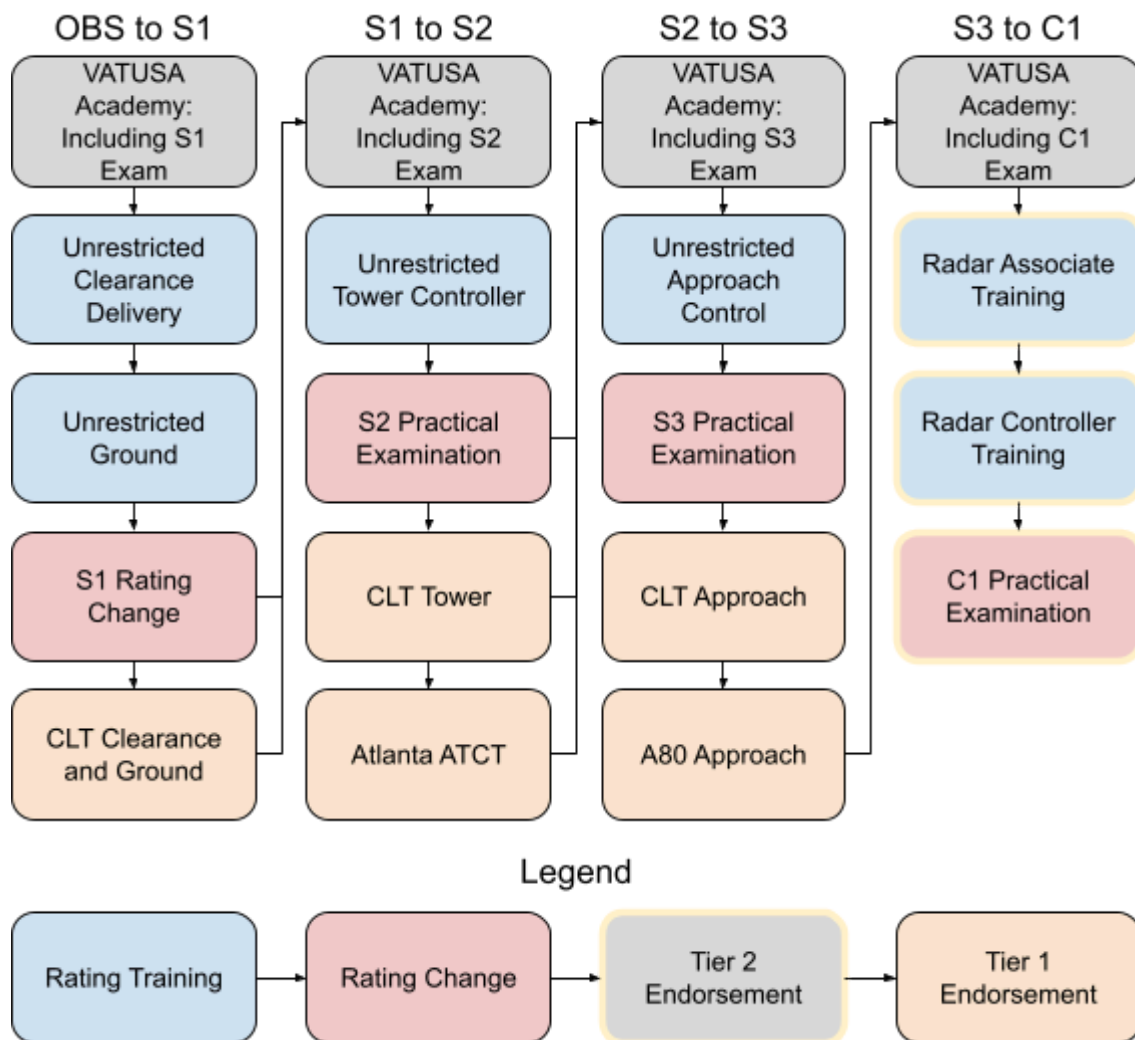 OBS to S1
S1 to S2
S2 to S3
S3 to C1
VATUSA
Academy:
Including S1
Exam
VATUSA
Academy:
Including S2
Exam
VATUSA
Academy:
Including S3
Exam
VATUSA
Academy:
Including C1
Exam
Unrestricted
Clearance
Delivery
Unrestricted
Tower Controller
Unrestricted
Approach
Control
Radar Associate
Training
Unrestricted
Ground
S2 Practical
Examination
S3 Practical
Examination
Radar Controller
Training
S1 Rating
Change
CLT Tower
CLT Approach
C1 Practical
Examination
CLT Clearance
and Ground
Atlanta ATCT
A80 Approach
Legend
Rating Training
Rating Change
Tier 2
Endorsement
Tier 1
Endorsement